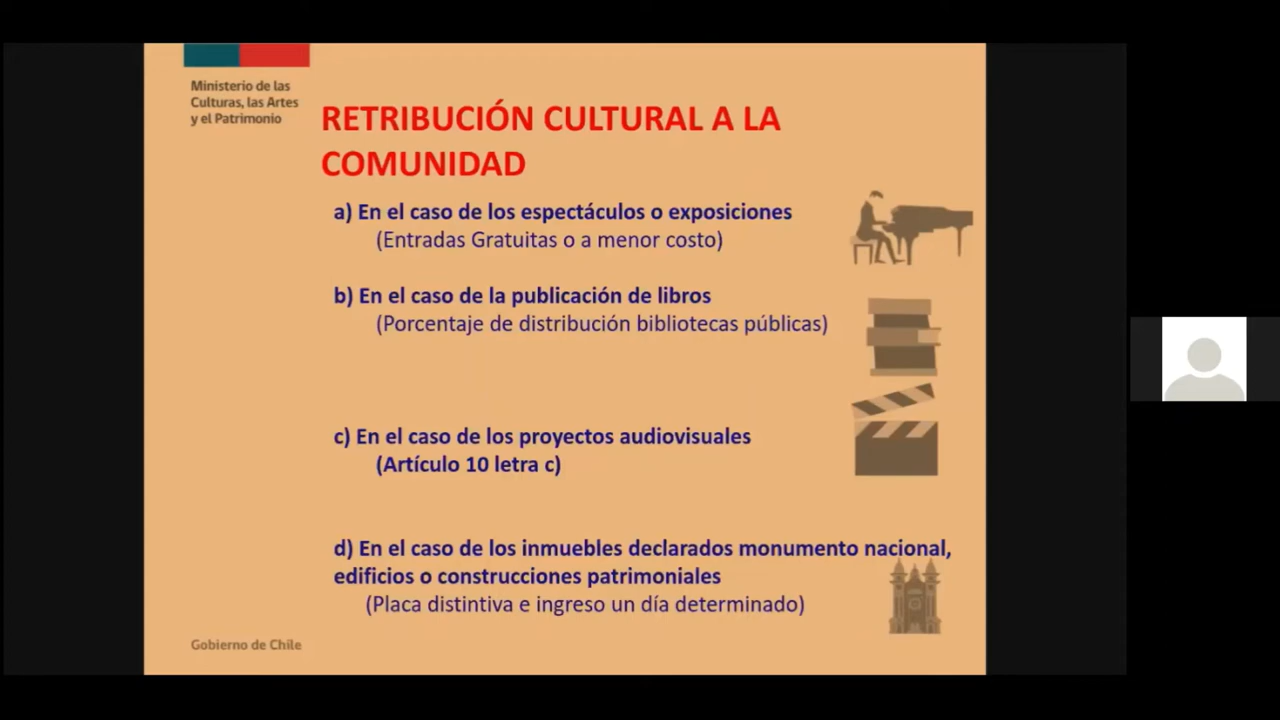 Ministerio de las
Culturas, las Artes
y el Patrimonio
RETRIBUCIÓN CULTURAL A LA
COMUNIDAD
a) En el caso de los espectáculos o exposiciones
(Entradas Gratuitas o a menor costo)
b) En el caso de la publicación de libros
(Porcentaje de distribución bibliotecas públicas)
c) En el caso de los proyectos audiovisuales
(Artículo 10 letra c)
d) En el caso de los inmuebles declarados monumento nacional,
edificios o construcciones patrimoniales
(Placa distintiva e ingreso un día determinado)
Gobierno de Chile